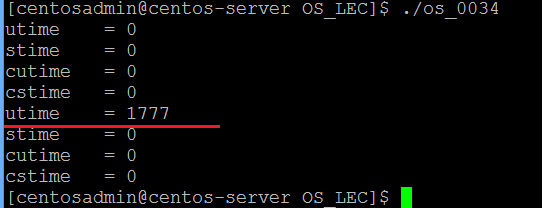 [centosadmin@centos-server OS_LEC]$ ./os_0034
utime = 0
stime = 0
cutime = 0
cstime = 0
utime = 1777
stime = 0
cutime = 0
cstime = 0
[centosadmin@centos-server OS_LEC]$